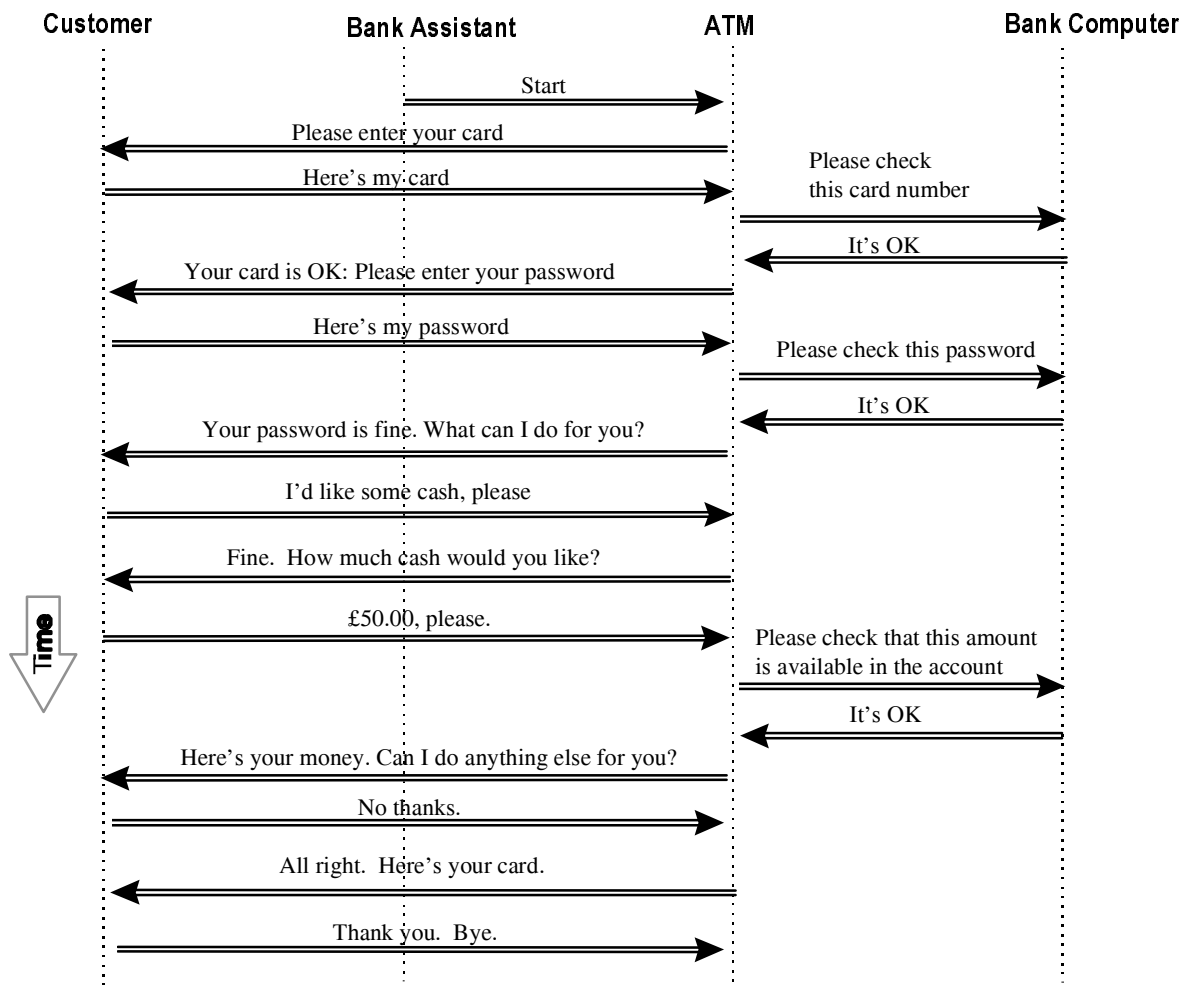 Customer
Bank Assistant
ATM
Bank Computer
Start
Please enter your card
Here's my card
Please check
this card number
It's OK
Your card is OK: Please enter your password
Here's my password
Please check this password
It's OK
Your password is fine. What can I do for you?
I'd like some cash, please
Fine.  How much cash would you like?
Time
£50.00, please.
Please check that this amount
is available in the account
It's OK
Here's your money. Can I do anything else for you?
No thanks.
All right.  Here's your card.
Thank you.  Bye.